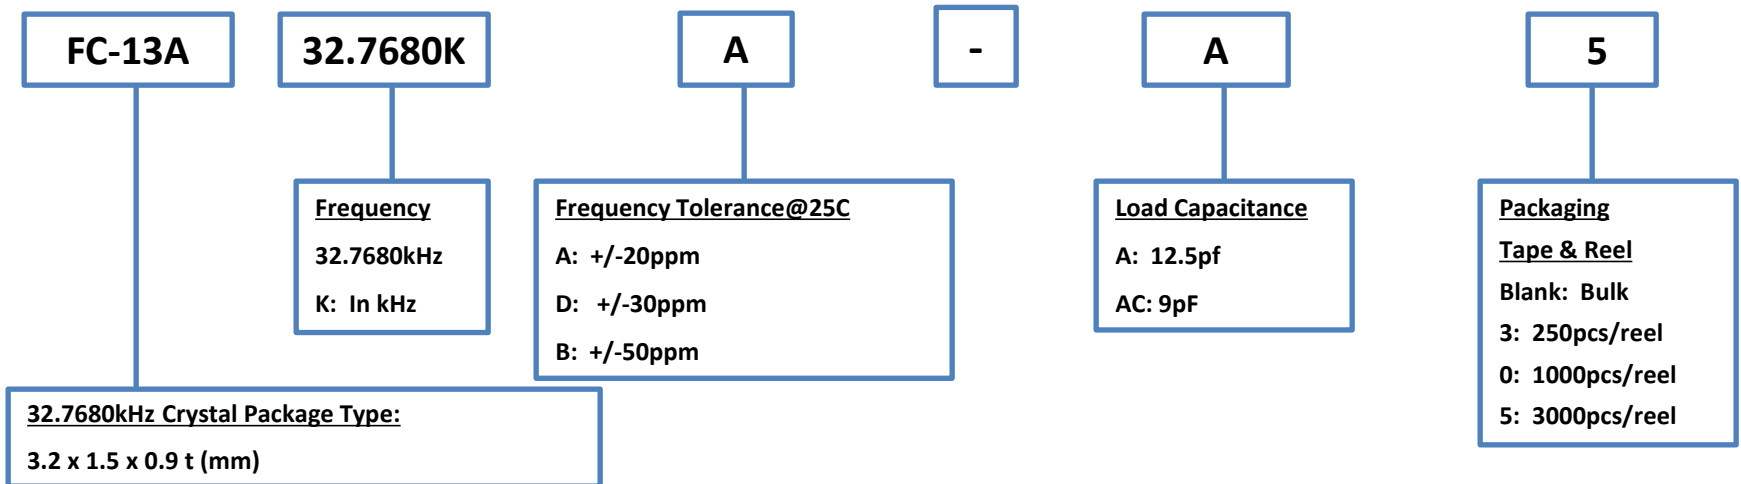 FC-13A
32.7680K
A
-
A
5
Frequency
32.7680kHz
K:  In kHz
Frequency Tolerance@25C
A:  +/-20ppm
D:   +/-30ppm
B:  +/-50ppm
Load Capacitance
A:  12.5pf
AC: 9pF
Packaging
Tape & Reel
Blank:  Bulk
3:  250pcs/reel
0:  1000pcs/reel
5:  3000pcs/reel
32.7680kHz Crystal Package Type:
3.2 x 1.5 x 0.9 t (mm)